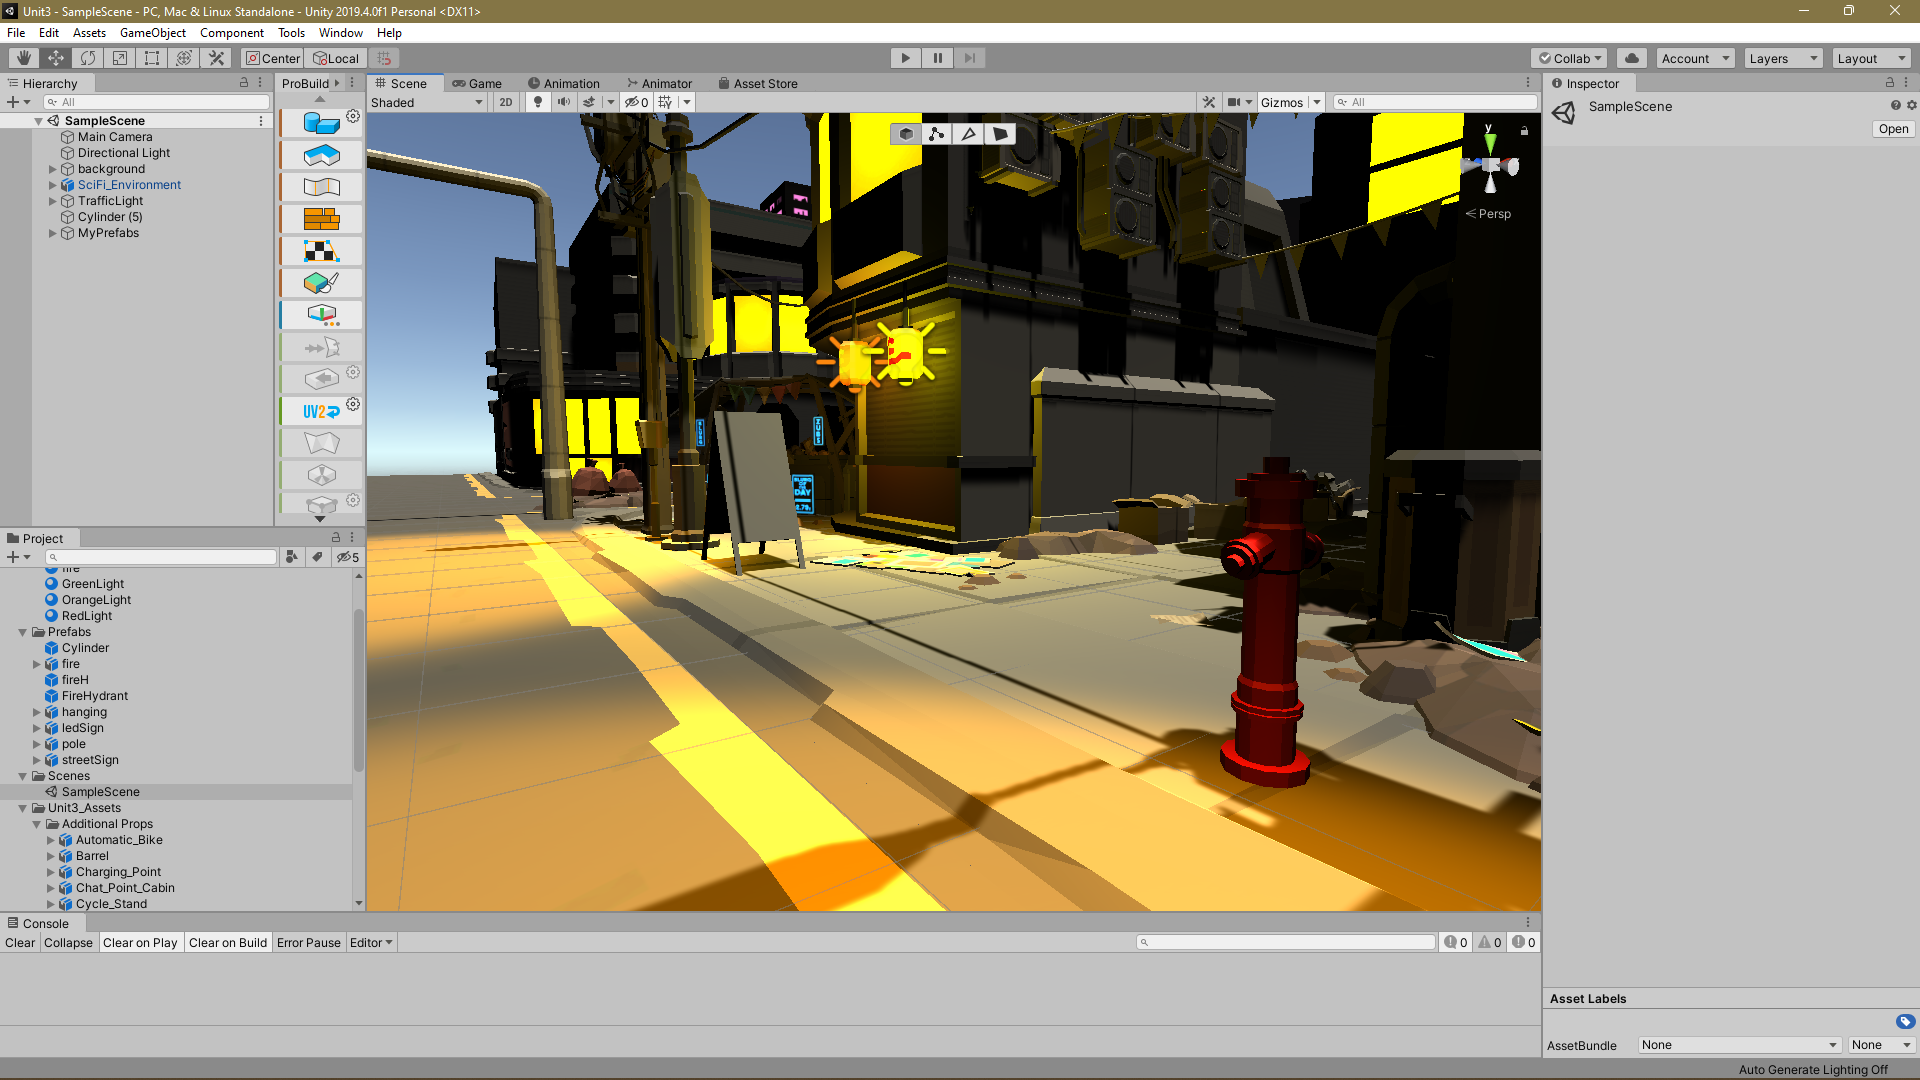 Unit3 - SampleScene - PC, Mac & Linux Standalone - Unity 2019.4.0f1 Personal <DX11>
File Edit Assets GameObject Component Tools Window Help
Center Local Collab Account Layers Layout
Hierarchy
All
SampleScene
Main Camera
Directional Light
background
SciFi_Environment
TrafficLight
Cylinder (5)
MyPrefabs
ProBuild
UV2
Scene Game Animation Animator Asset Store
Shaded 2D 0 Gizmos All
y
Persp
DAY
Project
5
fire
GreenLight
OrangeLight
RedLight
Prefabs
Cylinder
fire
fireH
FireHydrant
hanging
ledSign
pole
streetSign
Scenes
SampleScene
Unit3_Assets
Additional Props
Automatic_Bike
Barrel
Charging_Point
Chat_Point_Cabin
Cycle_Stand
Console
Clear Collapse Clear on Play Clear on Build Error Pause Editor 0 0 0
Inspector
SampleScene
Open
Asset Labels
AssetBundle None None
Auto Generate Lighting Off